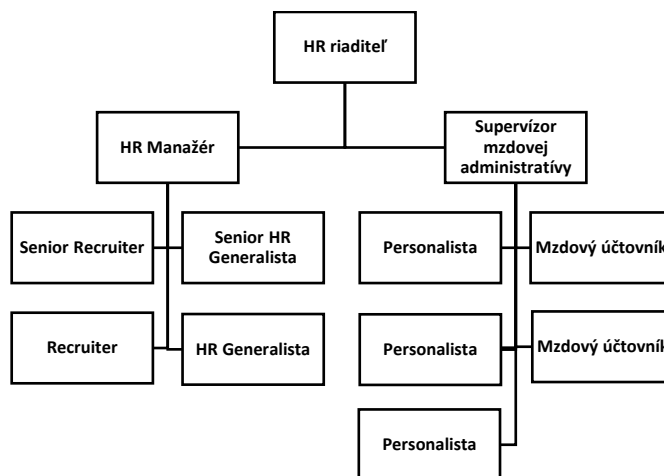 HR riaditeľ
HR Manažér
Supervízor
mzdovej
administratívy
Senior Recruiter
Senior HR
Generalista
Personalista
Mzdový účtovník
Recruiter
HR Generalista
Personalista
Mzdový účtovník
Personalista